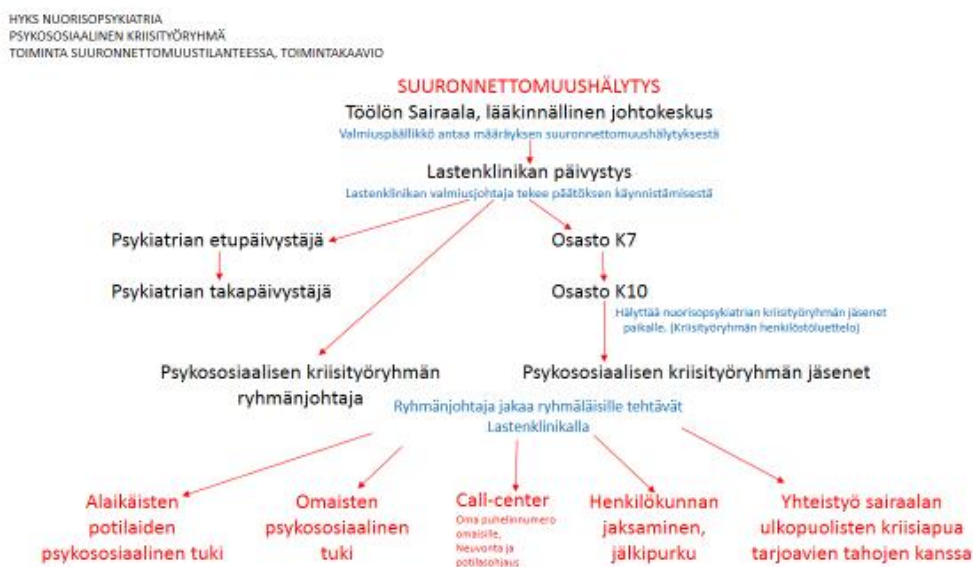 HYKS NUORISOPSYKIATRIA
PSYKOSOSIAALINEN KRIISITYÖRYHMÄ
TOIMINTA SUURONNETTOMUUSTILANTEESSA, TOIMINTAKAAVIO
SUURONNETTOMUUSHÄLYTYS
Töölön Sairaala, lääkinnällinen johtokeskus
Valmiuspäällikkö antaa määräyksen suuronnettomuushälytyksestä
Lastenklinikan päivystys
Lastenklinikan valmiusjohtaja tekee päätöksen käynnistämisestä
Psykiatrian etupäivystäjä
Osasto K7
Psykiatrian takapäivystäjä
Osasto K10
Hälyttää nuorisopsykiatrian kriisityöryhmän jäsenet
paikalle. (Kriisityöryhmän henkilöstöluettelo)
Psykososiaalisen kriisityöryhmän
ryhmänjohtaja
Psykososiaalisen kriisityöryhmän jäsenet
Ryhmänjohtaja jakaa ryhmäläisille tehtävät
Lastenklinikalla
Alaikäisten
potilaiden
psykososiaalinen tuki
Omaisten
psykososiaalinen
tuki
Call-center
Oma puhelinnumero
omaisille,
Neuvonta ja
potilasohjaus
Henkilökunnan
jaksaminen,
jälkipurku
Yhteistyö sairaalan
ulkopuolisten kriisiapua
tarjoavien tahojen kanssa